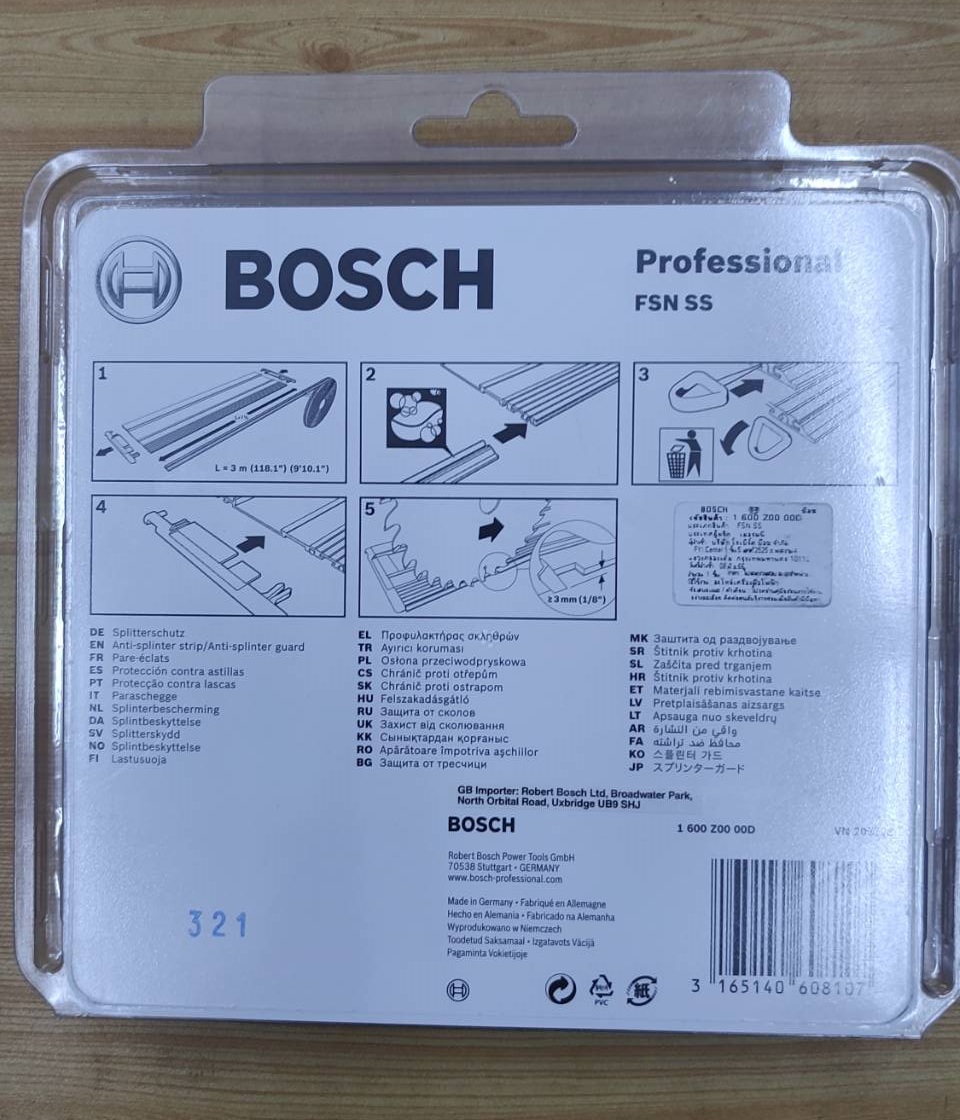 BOSCH
Professional
FSN SS
1
L = 3 m (118.1") (9'10.1")
2
3
4
5
≥ 3 mm (1/8")
BOSCH
1 600 Z00 00D
FSN SS
DE Splitterschutz
EN Anti-splinter strip/Anti-splinter guard
FR Pare-éclats
ES Protección contra astillas
PT Protecção contra lascas
IT Paraschegge
NL Splinterbescherming
DA Splintbeskyttelse
SV Splitterskydd
NO Splintbeskyttelse
FI Lastusuoja
EL Προφυλακτήρας σκληθρών
TR Ayırıcı koruması
PL Osłona przeciwodpryskowa
CS Chránič proti otřepům
SK Chránič proti ostrapom
HU Felszakadásgátló
RU Защита от сколов
UK Захист від сколювання
KK Сынықтардан қорғаныс
RO Apărătoare împotriva aşchiilor
BG Защита от тресчици
MK Заштита од раздвојување
SR Štitnik protiv krhotina
SL Zaščita pred trganjem
HR Štitnik protiv krhotina
ET Materjali rebimisvastane kaitse
LV Pretplaisāšanas aizsargs
LT Apsauga nuo skeveldrų
AR واقي من النشارة
FA محافظ ضد تراشه
KO 스플린터 가드
JP スプリンターガード
GB Importer: Robert Bosch Ltd, Broadwater Park,
North Orbital Road, Uxbridge UB9 5HJ
BOSCH
1 600 Z00 00D
Robert Bosch Power Tools GmbH
70538 Stuttgart • GERMANY
www.bosch-professional.com
Made in Germany • Fabriqué en Allemagne
Hecho en Alemania • Fabricado na Alemanha
Wyprodukowano w Niemczech
Toodetud Saksamaal • Izgatavots Vācijā
Pagaminta Vokietijoje
321
PVC
紙
3 165140 608107